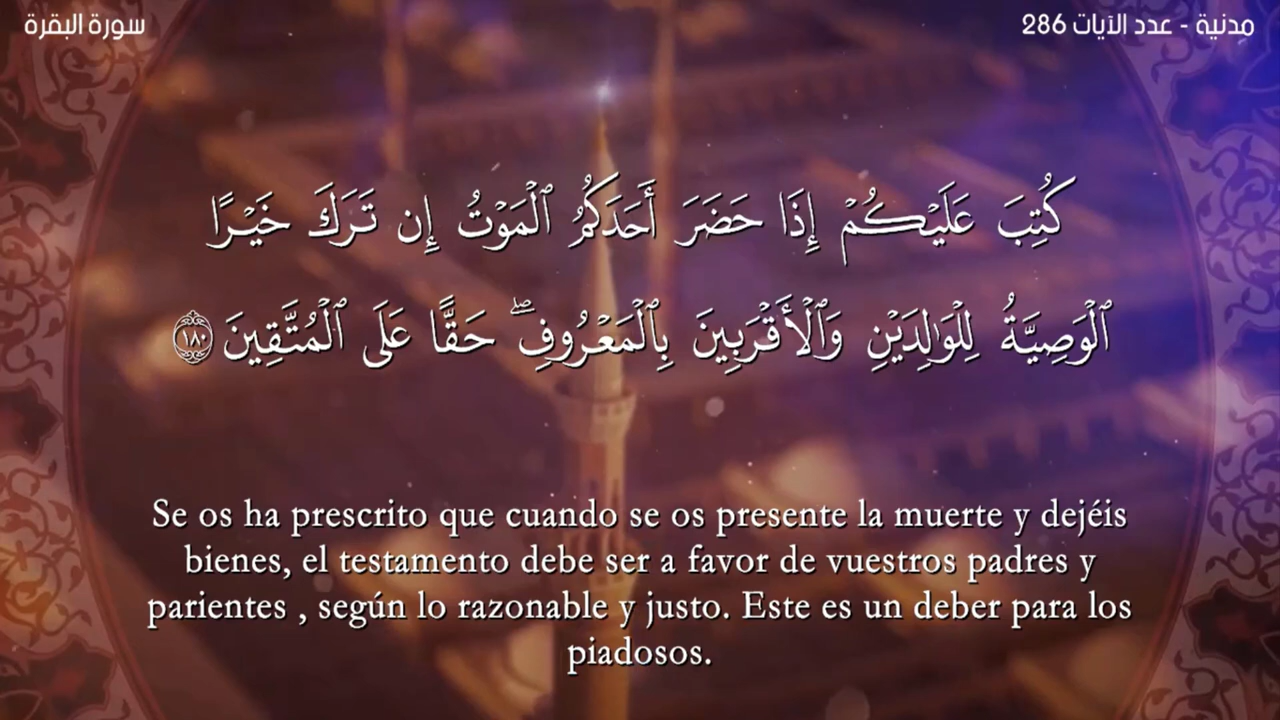 سورة البقرة
مدنية - عدد الآيات 286
كُتِبَ عَلَيْكُمْ إِذَا حَضَرَ أَحَدَكُمُ ٱلْمَوْتُ إِن تَرَكَ خَيْرًا
ٱلْوَصِيَّةُ لِلْوَٰلِدَيْنِ وَٱلْأَقْرَبِينَ بِٱلْمَعْرُوفِ ۖ حَقًّا عَلَى ٱلْمُتَّقِينَ ١٨٠
Se os ha prescrito que cuando se os presente la muerte y dejéis
bienes, el testamento debe ser a favor de vuestros padres y
parientes , según lo razonable y justo. Este es un deber para los
piadosos.